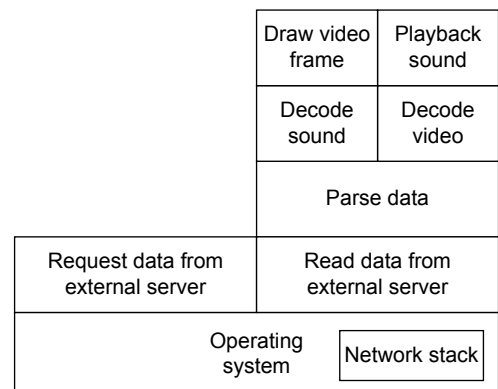 Draw video
frame
Playback
sound
Decode
sound
Decode
video
Parse data
Request data from
external server
Read data from
external server
Operating
system
Network stack